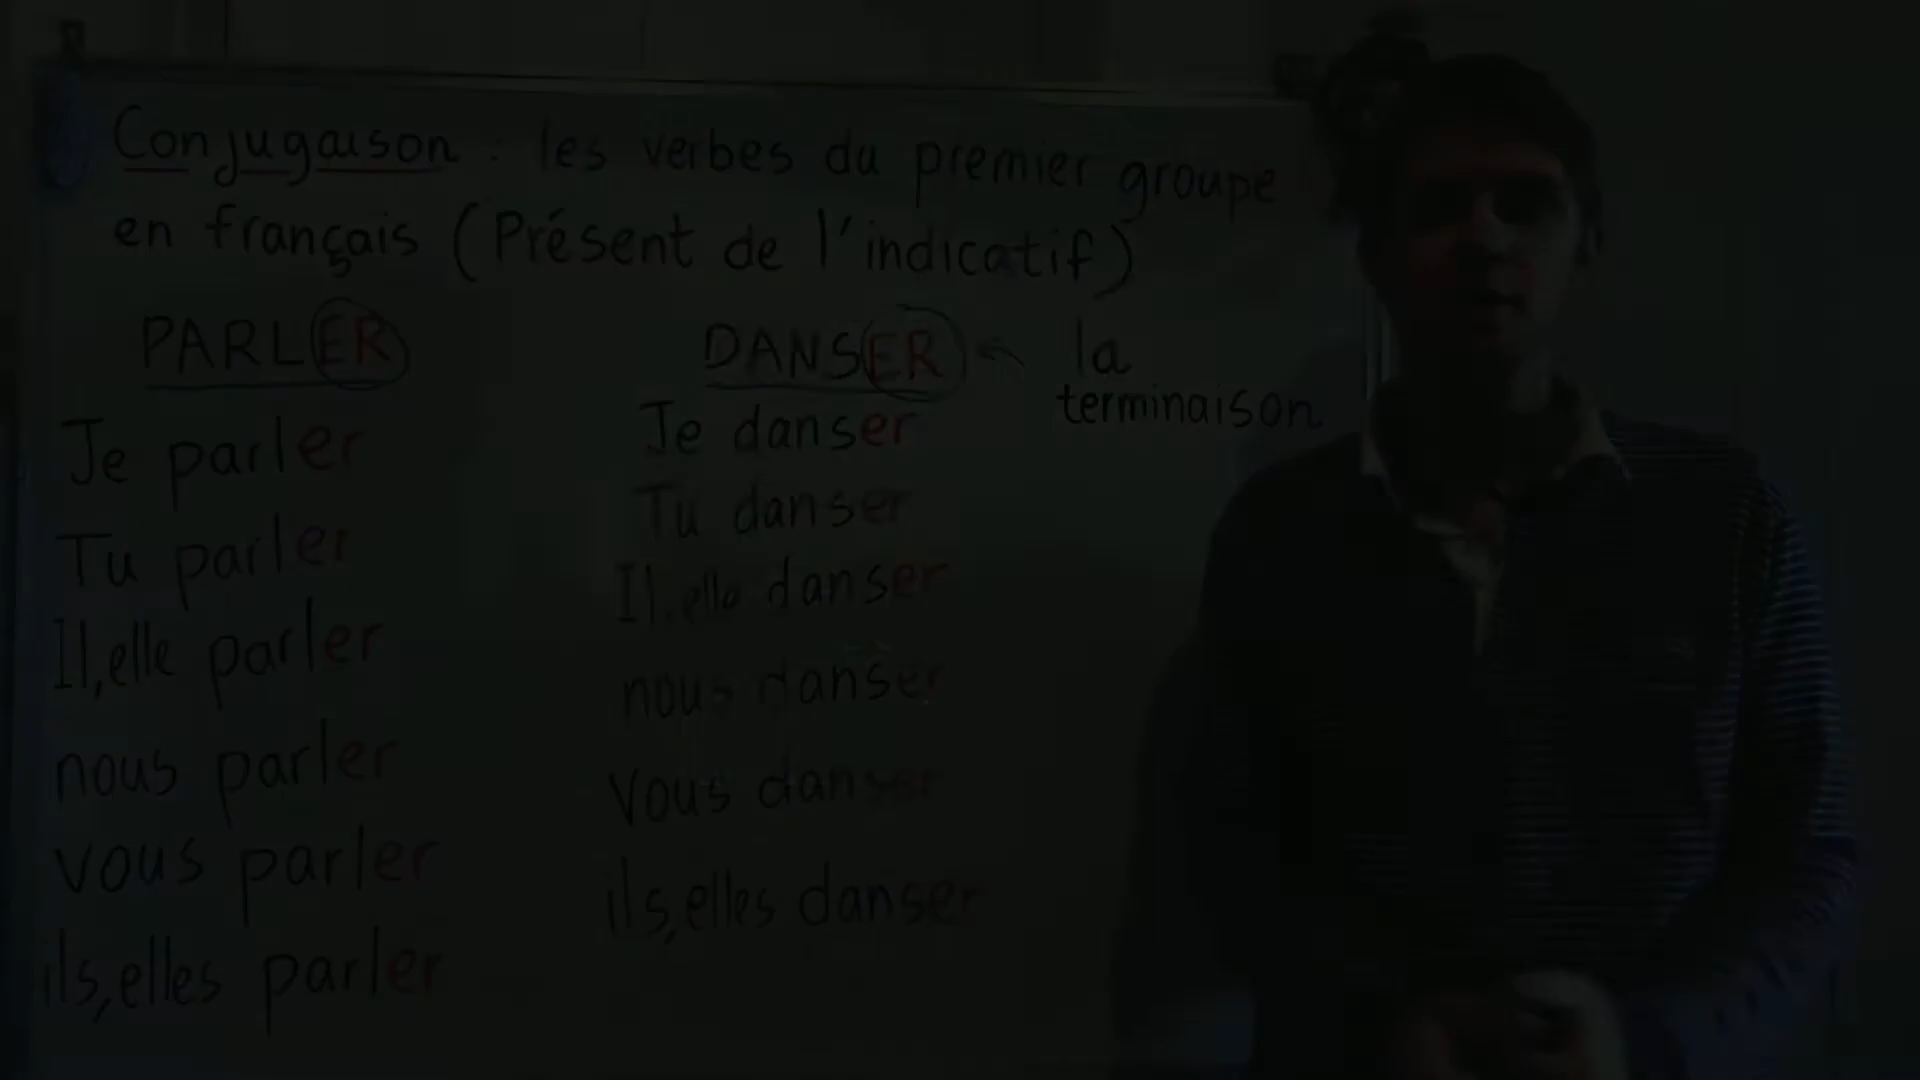 Conjugaison : les verbes du premier groupe
en français (Présent de l'indicatif)
PARLER
Je parler
Tu parler
Il,elle parler
nous parler
vous parler
ils,elles parler
DANSER ← la
terminaison
Je danser
Tu danser
Il,elle danser
nous danser
Vous danser
ils,elles danser